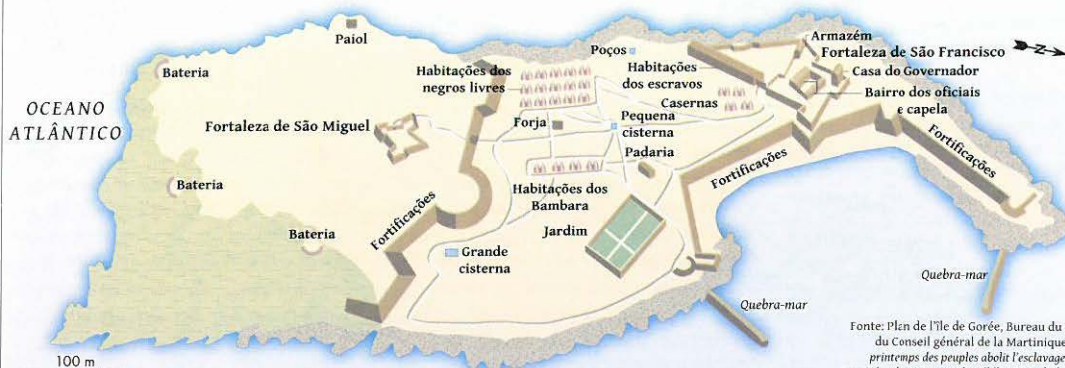 Paiol
Bateria
OCEANO
ATLÂNTICO
Fortaleza de São Miguel
Bateria
Bateria
Fortificações
Habitações dos
negros livres
Forja
Habitações dos
Bambara
Grande
cisterna
Jardim
Poços
Habitações
dos escravos
Casernas
Pequena
cisterna
Padaria
Armazém
Fortaleza de São Francisco
Casa do Governador
Bairro dos oficiais
e capela
Fortificações
Fortificações
N
Quebra-mar
Quebra-mar
100 m
Fonte: Plan de l'île de Gorée, Bureau du
du Conseil général de la Martinique
printemps des peuples abolit l'esclavage